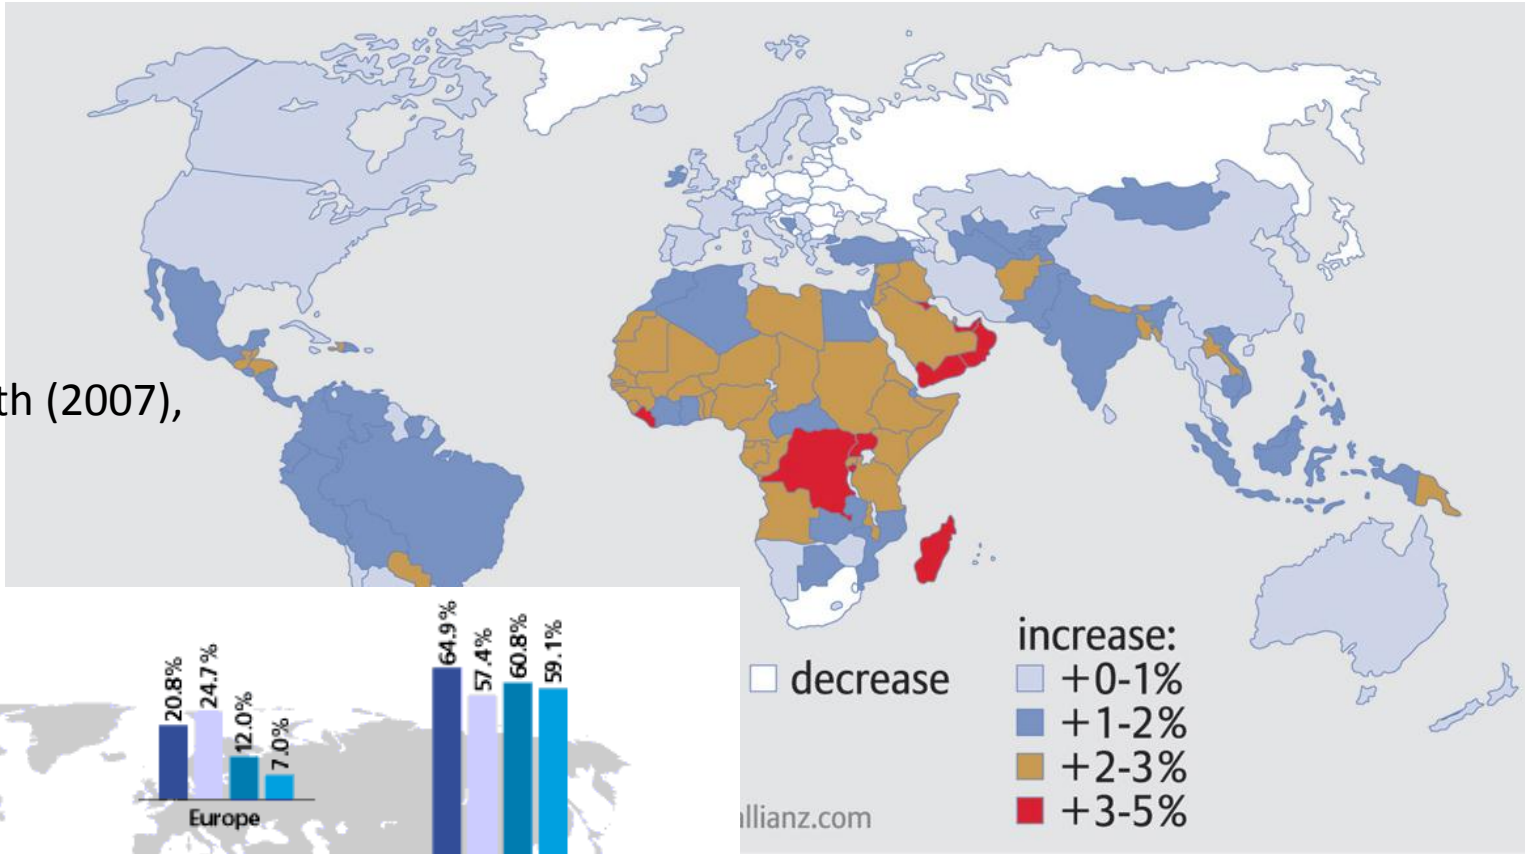 th (2007),
decrease
increase:
+0-1%
+1-2%
+2-3%
+3-5%
allianz.com
20.8%
24.7%
12.0%
7.0%
Europe
64.9%
57.4%
60.8%
59.1%